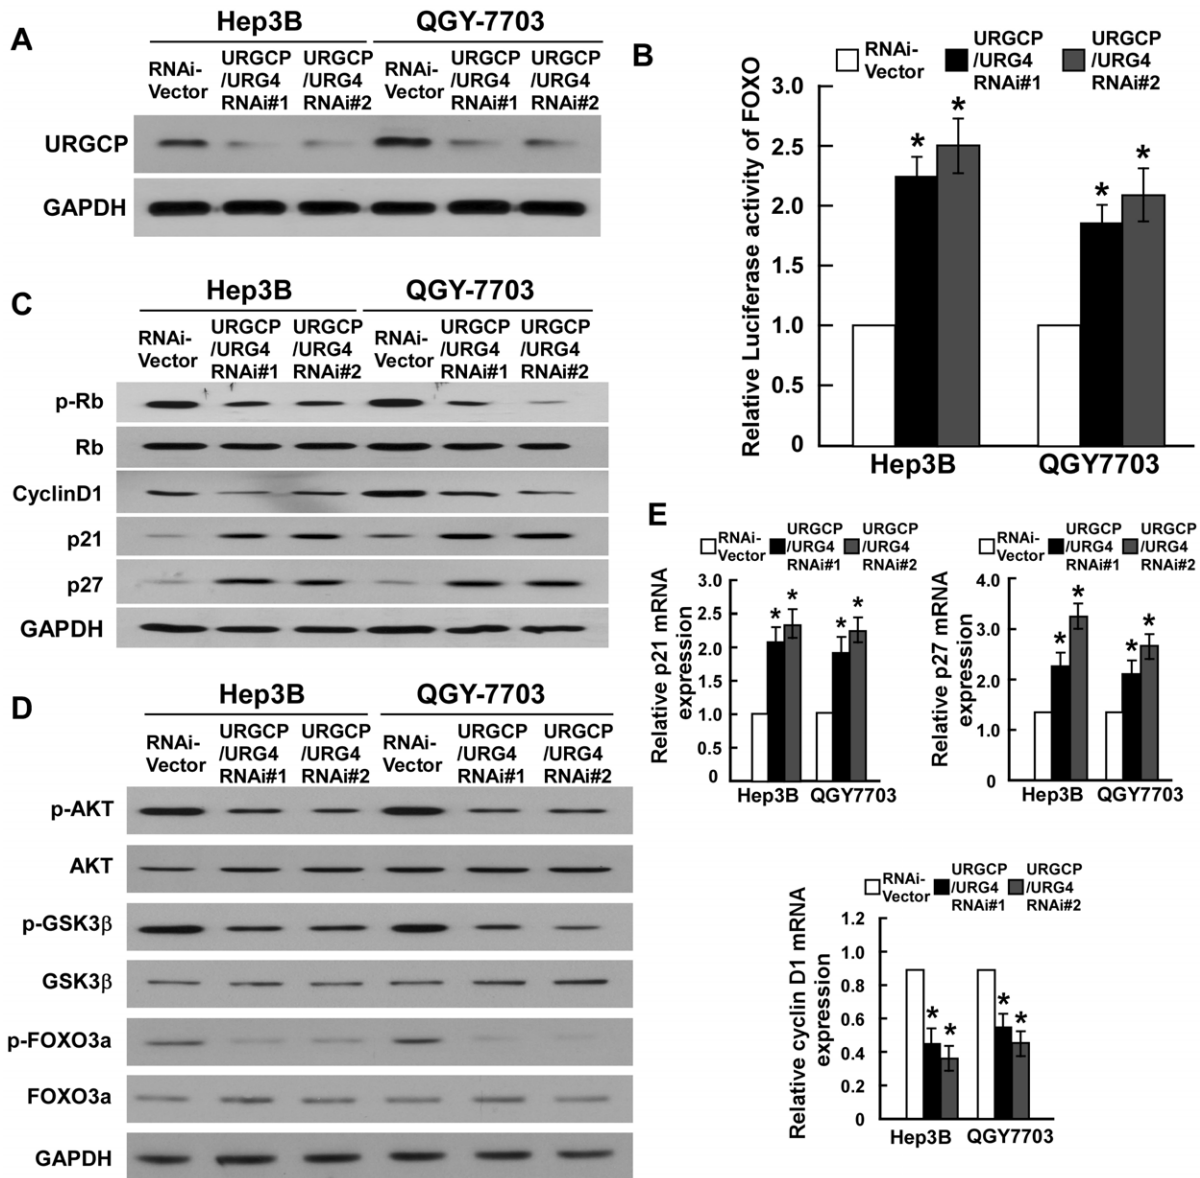 A
Hep3B QGY-7703
RNAi-
Vector
URGCP
/URG4
RNAi#1
URGCP
/URG4
RNAi#2
RNAi-
Vector
URGCP
/URG4
RNAi#1
URGCP
/URG4
RNAi#2
URGCP
GAPDH
B
RNAi-
Vector
URGCP
/URG4
RNAi#1
URGCP
/URG4
RNAi#2
Relative Luciferase activity of FOXO
3.0
2.5
2.0
1.5
1.0
0.5
0
* * * *
Hep3B QGY7703
C
Hep3B QGY-7703
RNAi-
Vector
URGCP
/URG4
RNAi#1
URGCP
/URG4
RNAi#2
RNAi-
Vector
URGCP
/URG4
RNAi#1
URGCP
/URG4
RNAi#2
p-Rb
Rb
CyclinD1
p21
p27
GAPDH
D
Hep3B QGY-7703
RNAi-
Vector
URGCP
/URG4
RNAi#1
URGCP
/URG4
RNAi#2
RNAi-
Vector
URGCP
/URG4
RNAi#1
URGCP
/URG4
RNAi#2
p-AKT
AKT
p-GSK3β
GSK3β
p-FOXO3a
FOXO3a
GAPDH
E
RNAi-
Vector
URGCP
/URG4
RNAi#1
URGCP
/URG4
RNAi#2
Relative p21 mRNA
expression
3.0
2.5
2.0
1.5
1.0
0.5
0
* * * *
Hep3B QGY7703
RNAi-
Vector
URGCP
/URG4
RNAi#1
URGCP
/URG4
RNAi#2
Relative p27 mRNA
expression
4.0
3.0
2.0
1.0
0
* * * *
Hep3B QGY7703
RNAi-
Vector
URGCP
/URG4
RNAi#1
URGCP
/URG4
RNAi#2
Relative cyclin D1 mRNA
expression
1.2
1.0
0.8
0.6
0.4
0.2
0
* * * *
Hep3B QGY7703